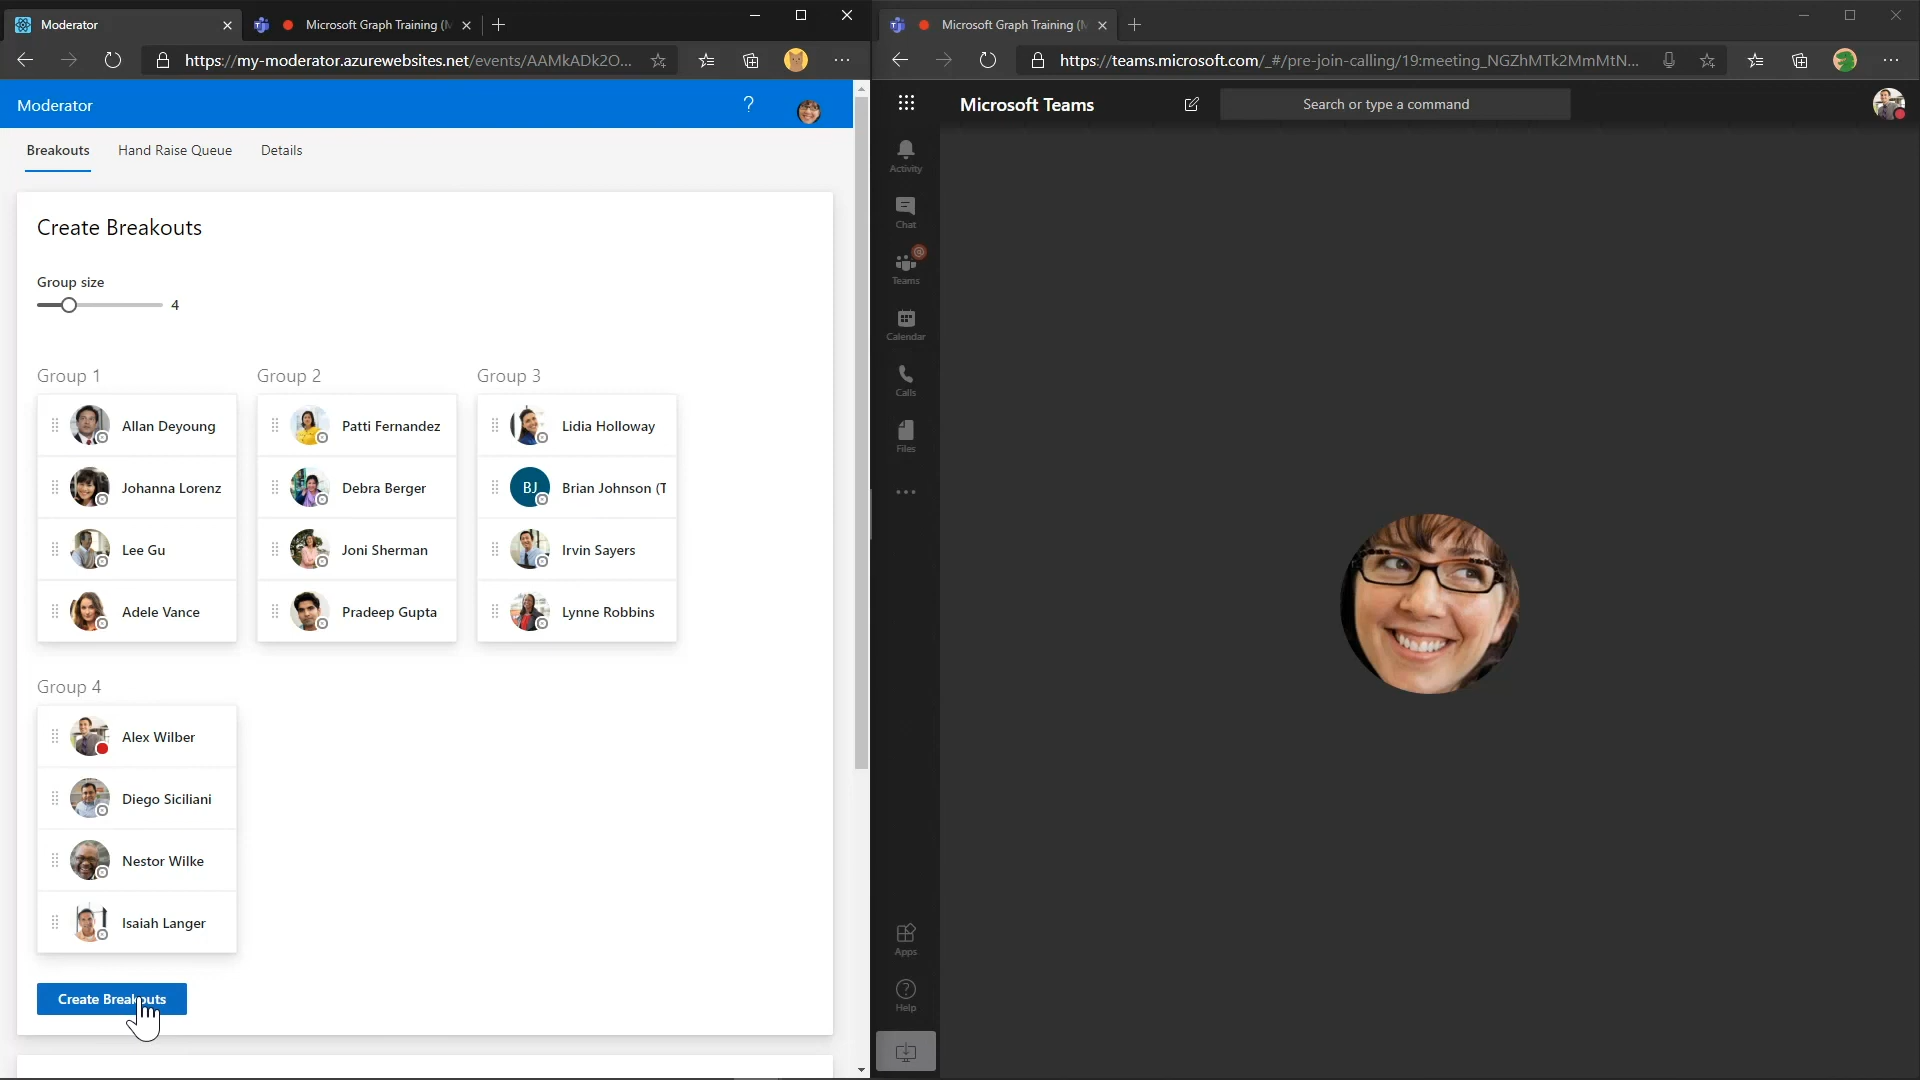 Moderator
Microsoft Graph Training (M
https://my-moderator.azurewebsites.net/events/AAMkADk2O...
Moderator
?
Breakouts
Hand Raise Queue
Details
Create Breakouts
Group size
4
Group 1
Allan Deyoung
Johanna Lorenz
Lee Gu
Adele Vance
Group 2
Patti Fernandez
Debra Berger
Joni Sherman
Pradeep Gupta
Group 3
Lidia Holloway
BJ
Brian Johnson (T
Irvin Sayers
Lynne Robbins
Group 4
Alex Wilber
Diego Siciliani
Nestor Wilke
Isaiah Langer
Create Breakouts
Microsoft Graph Training (M
https://teams.microsoft.com/_#/pre-join-calling/19:meeting_NGZhMTk2MmMtN...
Microsoft Teams
Search or type a command
Activity
Chat
Teams
Calendar
Calls
Files
Apps
Help